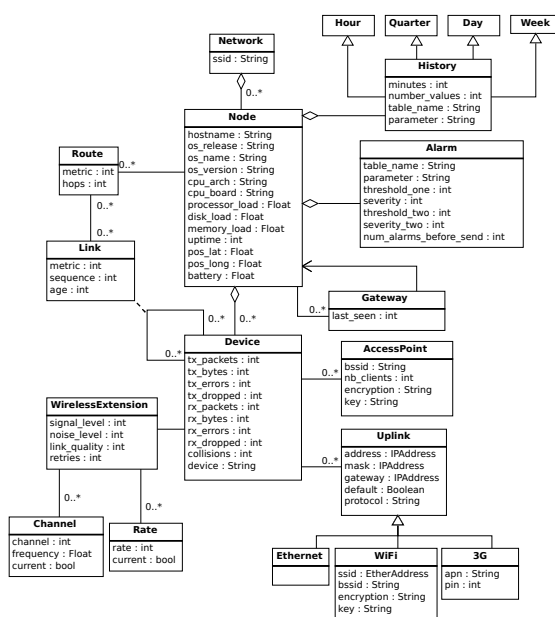 Hour
Quarter
Day
Week
Network
ssid : String
0..*
History
minutes : int
number_values : int
table_name : String
parameter : String
Node
hostname : String
os_release : String
os_name : String
os_version : String
cpu_arch : String
cpu_board : String
processor_load : Float
disk_load : Float
memory_load : Float
uptime : int
pos_lat : Float
pos_long : Float
battery : Float
Alarm
table_name : String
parameter : String
threshold_one : int
severity : int
threshold_two : int
severity_two : int
num_alarms_before_send : int
Route
metric : int
hops : int
0..*
0..*
0..*
Link
metric : int
sequence : int
age : int
Gateway
last_seen : int
0..*
0..*
0..*
0..*
Device
tx_packets : int
tx_bytes : int
tx_errors : int
tx_dropped : int
rx_packets : int
rx_bytes : int
rx_errors : int
rx_dropped : int
collisions : int
device : String
AccessPoint
bssid : String
nb_clients : int
encryption : String
key : String
0..*
WirelessExtension
signal_level : int
noise_level : int
link_quality : int
retries : int
Uplink
address : IPAddress
mask : IPAddress
gateway : IPAddress
default : Boolean
protocol : String
0..*
0..*
0..*
Channel
channel : int
frequency : Float
current : bool
Rate
rate : int
current : bool
Ethernet
WiFi
ssid : EtherAddress
bssid : String
encryption : String
key : String
3G
apn : String
pin : int